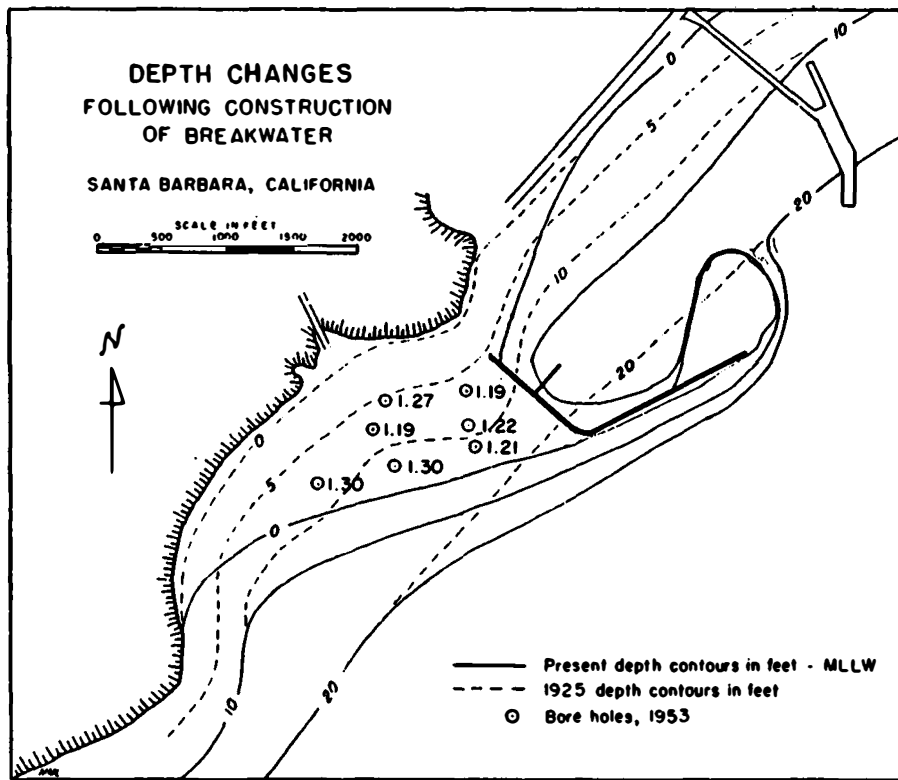 DEPTH CHANGES
FOLLOWING CONSTRUCTION
OF BREAKWATER
SANTA BARBARA, CALIFORNIA
SCALE IN FEET
0 500 1000 1500 2000
N
0
10
5
20
10
20
1.27
1.19
1.19
1.22
1.21
1.30
1.30
0
5
0
10
20
Present depth contours in feet - MLLW
1925 depth contours in feet
Bore holes, 1953